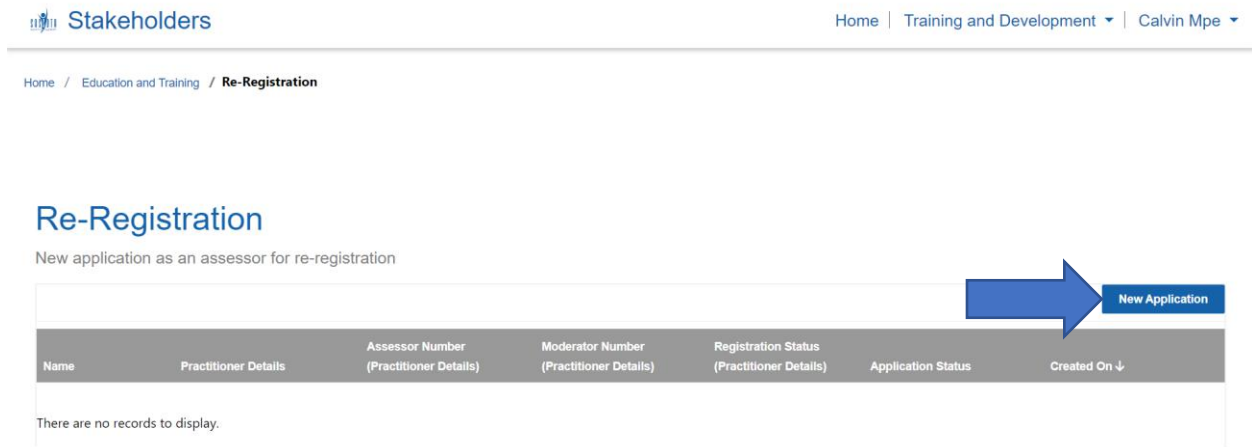 Stakeholders
Home | Training and Development | Calvin Mpe
Home / Education and Training / Re-Registration
Re-Registration
New application as an assessor for re-registration
New Application
Name Practitioner Details Assessor Number (Practitioner Details) Moderator Number (Practitioner Details) Registration Status (Practitioner Details) Application Status Created On ↓
There are no records to display.